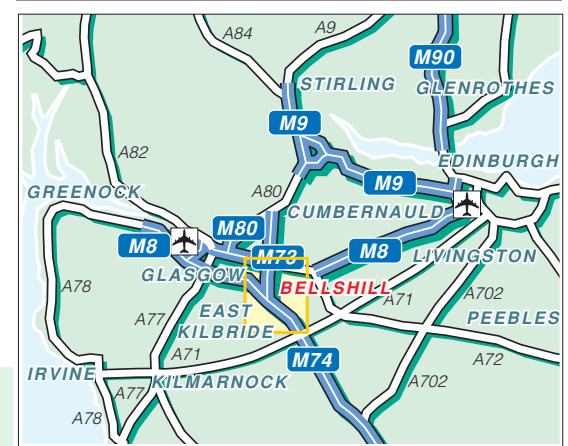 A84
A9
M90
STIRLING
GLENROTHES
M9
A82
EDINBURGH
M9
GREENOCK
A80
CUMBERNAULD
M80
M8
M8
M73
LIVINGSTON
GLASGOW
BELLSHILL
A78
A71
A702
A77
EAST
KILBRIDE
PEEBLES
A71
M74
A72
IRVINE
KILMARNOCK
A702
A77
A78